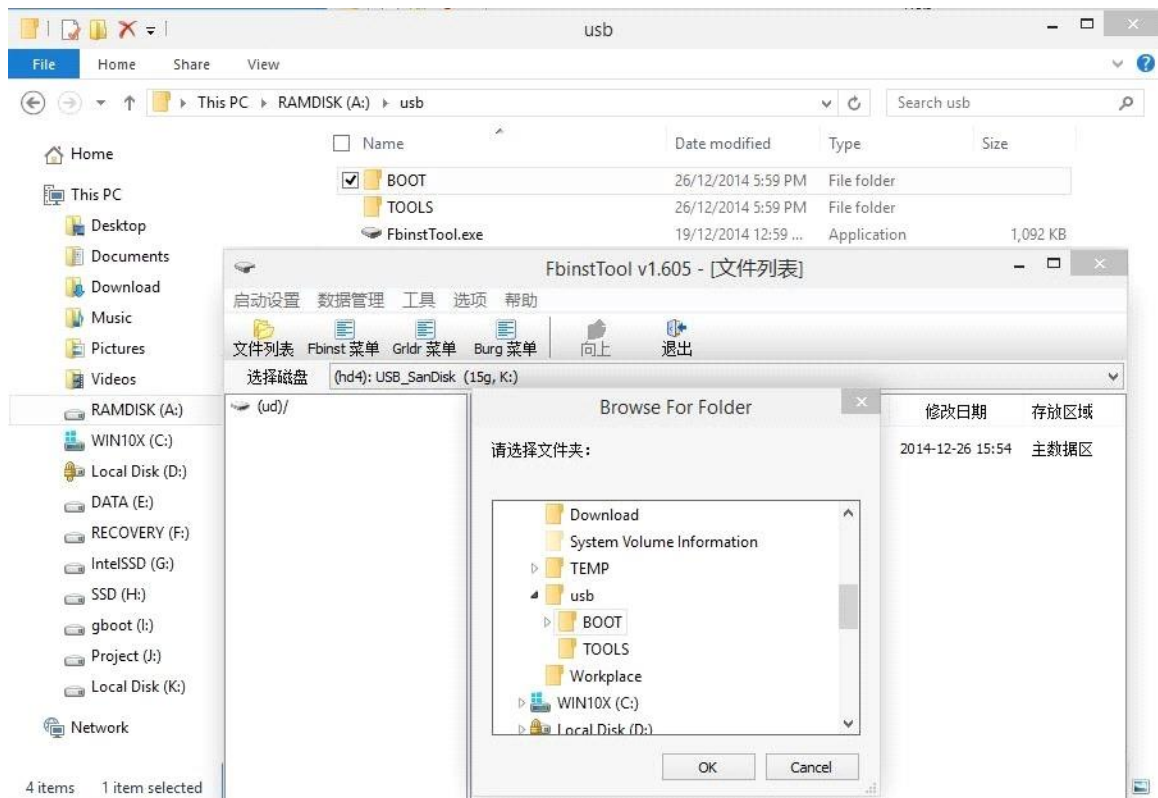 usb
File Home Share View
This PC RAMDISK (A:) usb Search usb
Home
This PC
Desktop
Documents
Download
Music
Pictures
Videos
RAMDISK (A:)
WIN10X (C:)
Local Disk (D:)
DATA (E:)
RECOVERY (F:)
IntelSSD (G:)
SSD (H:)
gboot (I:)
Project (J:)
Local Disk (K:)
Network
4 items 1 item selected
Name Date modified Type Size
BOOT 26/12/2014 5:59 PM File folder
TOOLS 26/12/2014 5:59 PM File folder
FbinstTool.exe 19/12/2014 12:59 ... Application 1,092 KB
FbinstTool v1.605 - [文件列表]
启动设置 数据管理 工具 选项 帮助
文件列表 Fbinst 菜单 Grldr 菜单 Burg 菜单 向上 退出
选择磁盘 (hd4): USB_SanDisk (15g, K:)
(ud)/
修改日期 存放区域
2014-12-26 15:54 主数据区
Browse For Folder
请选择文件夹:
Download
System Volume Information
TEMP
usb
BOOT
TOOLS
Workplace
WIN10X (C:)
Local Disk (D:)
OK Cancel